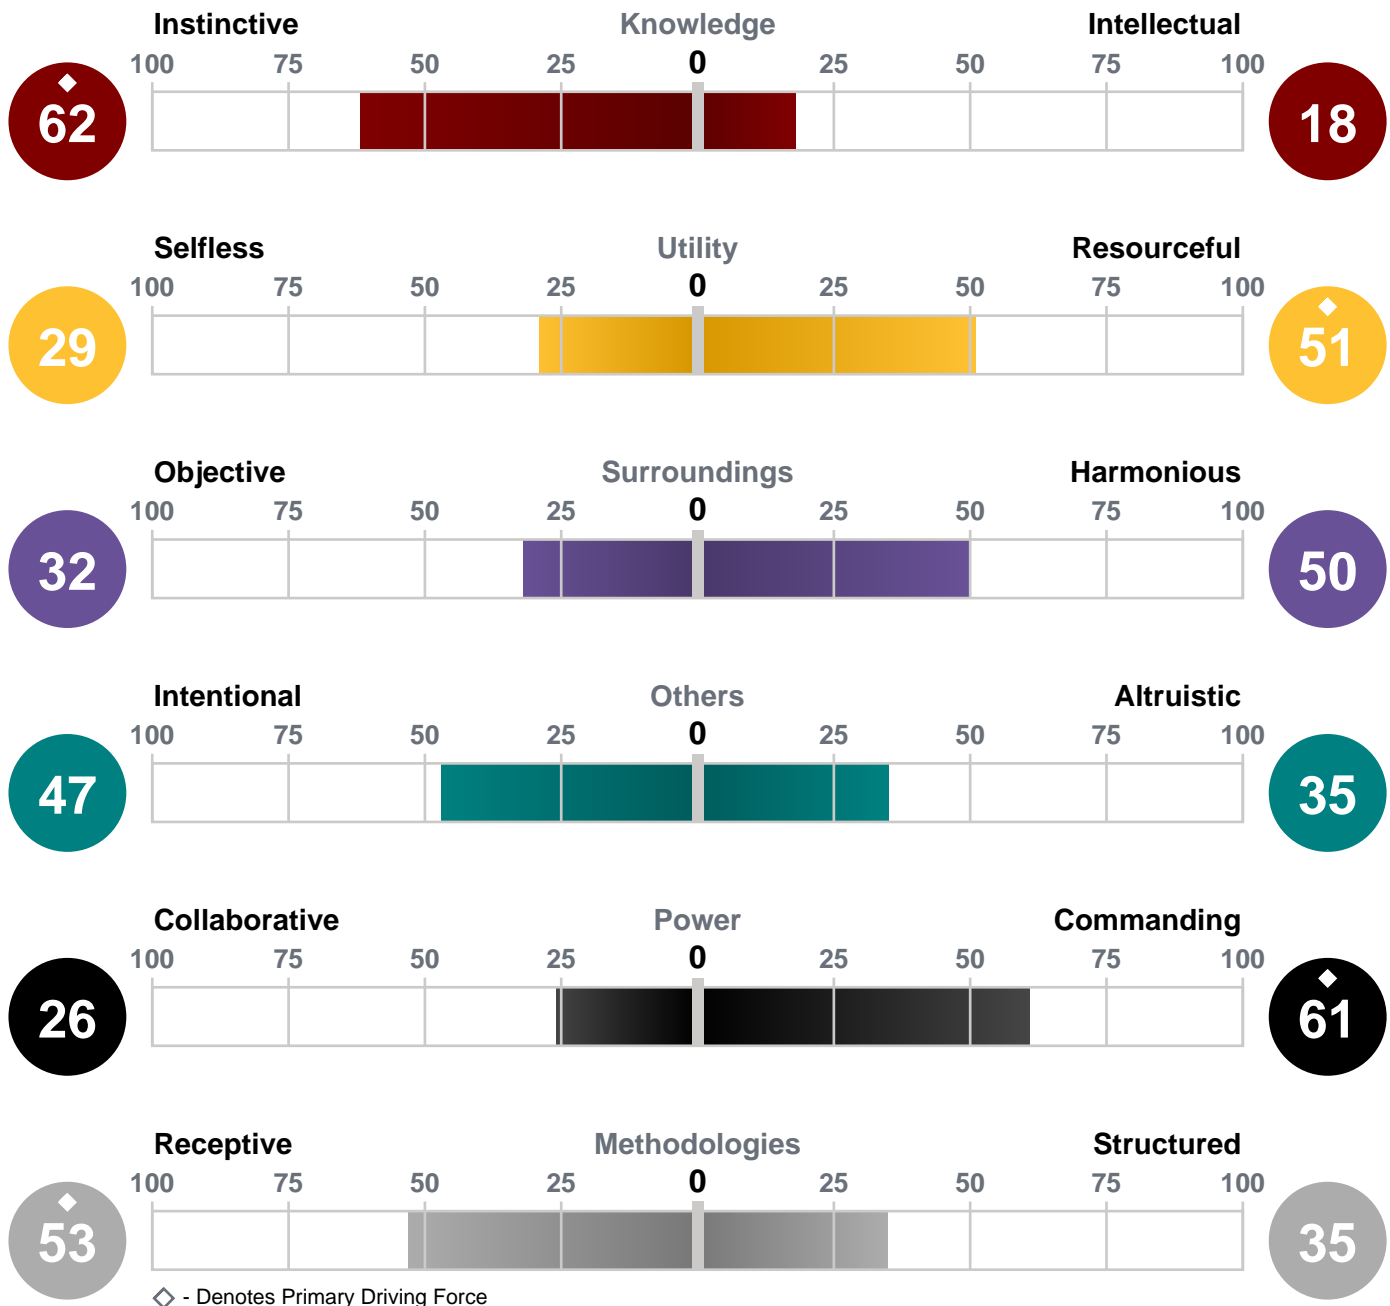 Instinctive Knowledge Intellectual
100 75 50 25 0 25 50 75 100
62 18
Selfless Utility Resourceful
100 75 50 25 0 25 50 75 100
29 51
Objective Surroundings Harmonious
100 75 50 25 0 25 50 75 100
32 50
Intentional Others Altruistic
100 75 50 25 0 25 50 75 100
47 35
Collaborative Power Commanding
100 75 50 25 0 25 50 75 100
26 61
Receptive Methodologies Structured
100 75 50 25 0 25 50 75 100
53 35
- Denotes Primary Driving Force